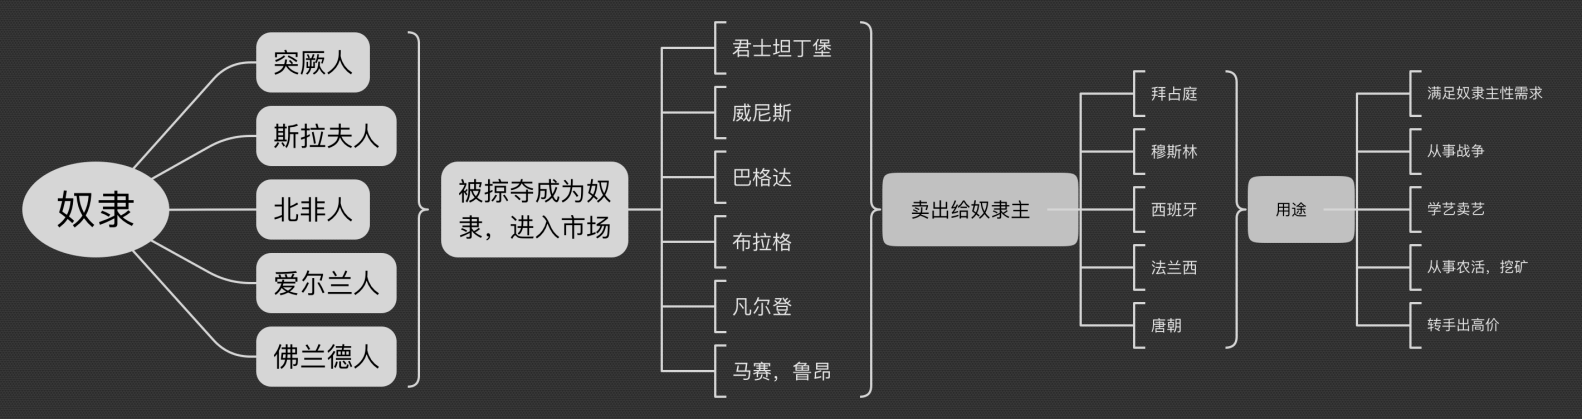 奴隶
突厥人
斯拉夫人
北非人
爱尔兰人
佛兰德人
被掠夺成为奴
隶，进入市场
君士坦丁堡
威尼斯
巴格达
布拉格
凡尔登
马赛，鲁昂
卖出给奴隶主
拜占庭
穆斯林
西班牙
法兰西
唐朝
用途
满足奴隶主性需求
从事战争
学艺卖艺
从事农活，挖矿
转手出高价